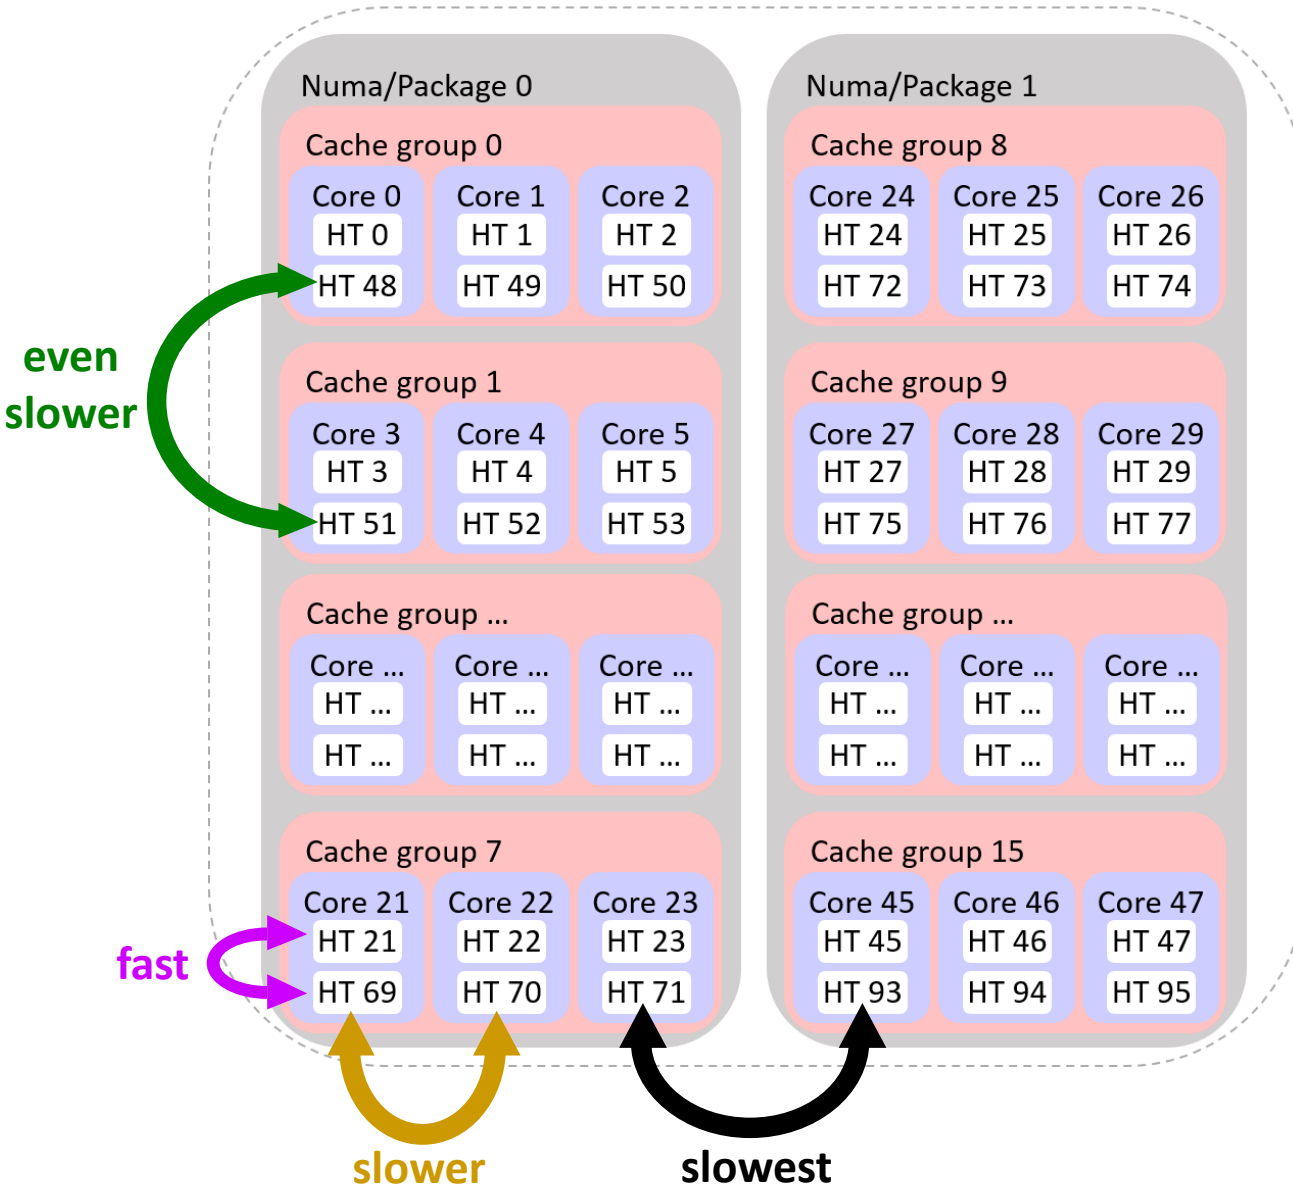 Numa/Package 0
Cache group 0
Core 0 Core 1 Core 2
HT 0 HT 1 HT 2
HT 48 HT 49 HT 50
Cache group 1
Core 3 Core 4 Core 5
HT 3 HT 4 HT 5
HT 51 HT 52 HT 53
Cache group ...
Core ... Core ... Core ...
HT ... HT ... HT ...
HT ... HT ... HT ...
Cache group 7
Core 21 Core 22 Core 23
HT 21 HT 22 HT 23
HT 69 HT 70 HT 71
Numa/Package 1
Cache group 8
Core 24 Core 25 Core 26
HT 24 HT 25 HT 26
HT 72 HT 73 HT 74
Cache group 9
Core 27 Core 28 Core 29
HT 27 HT 28 HT 29
HT 75 HT 76 HT 77
Cache group ...
Core ... Core ... Core ...
HT ... HT ... HT ...
HT ... HT ... HT ...
Cache group 15
Core 45 Core 46 Core 47
HT 45 HT 46 HT 47
HT 93 HT 94 HT 95
even
slower
fast
slower
slowest